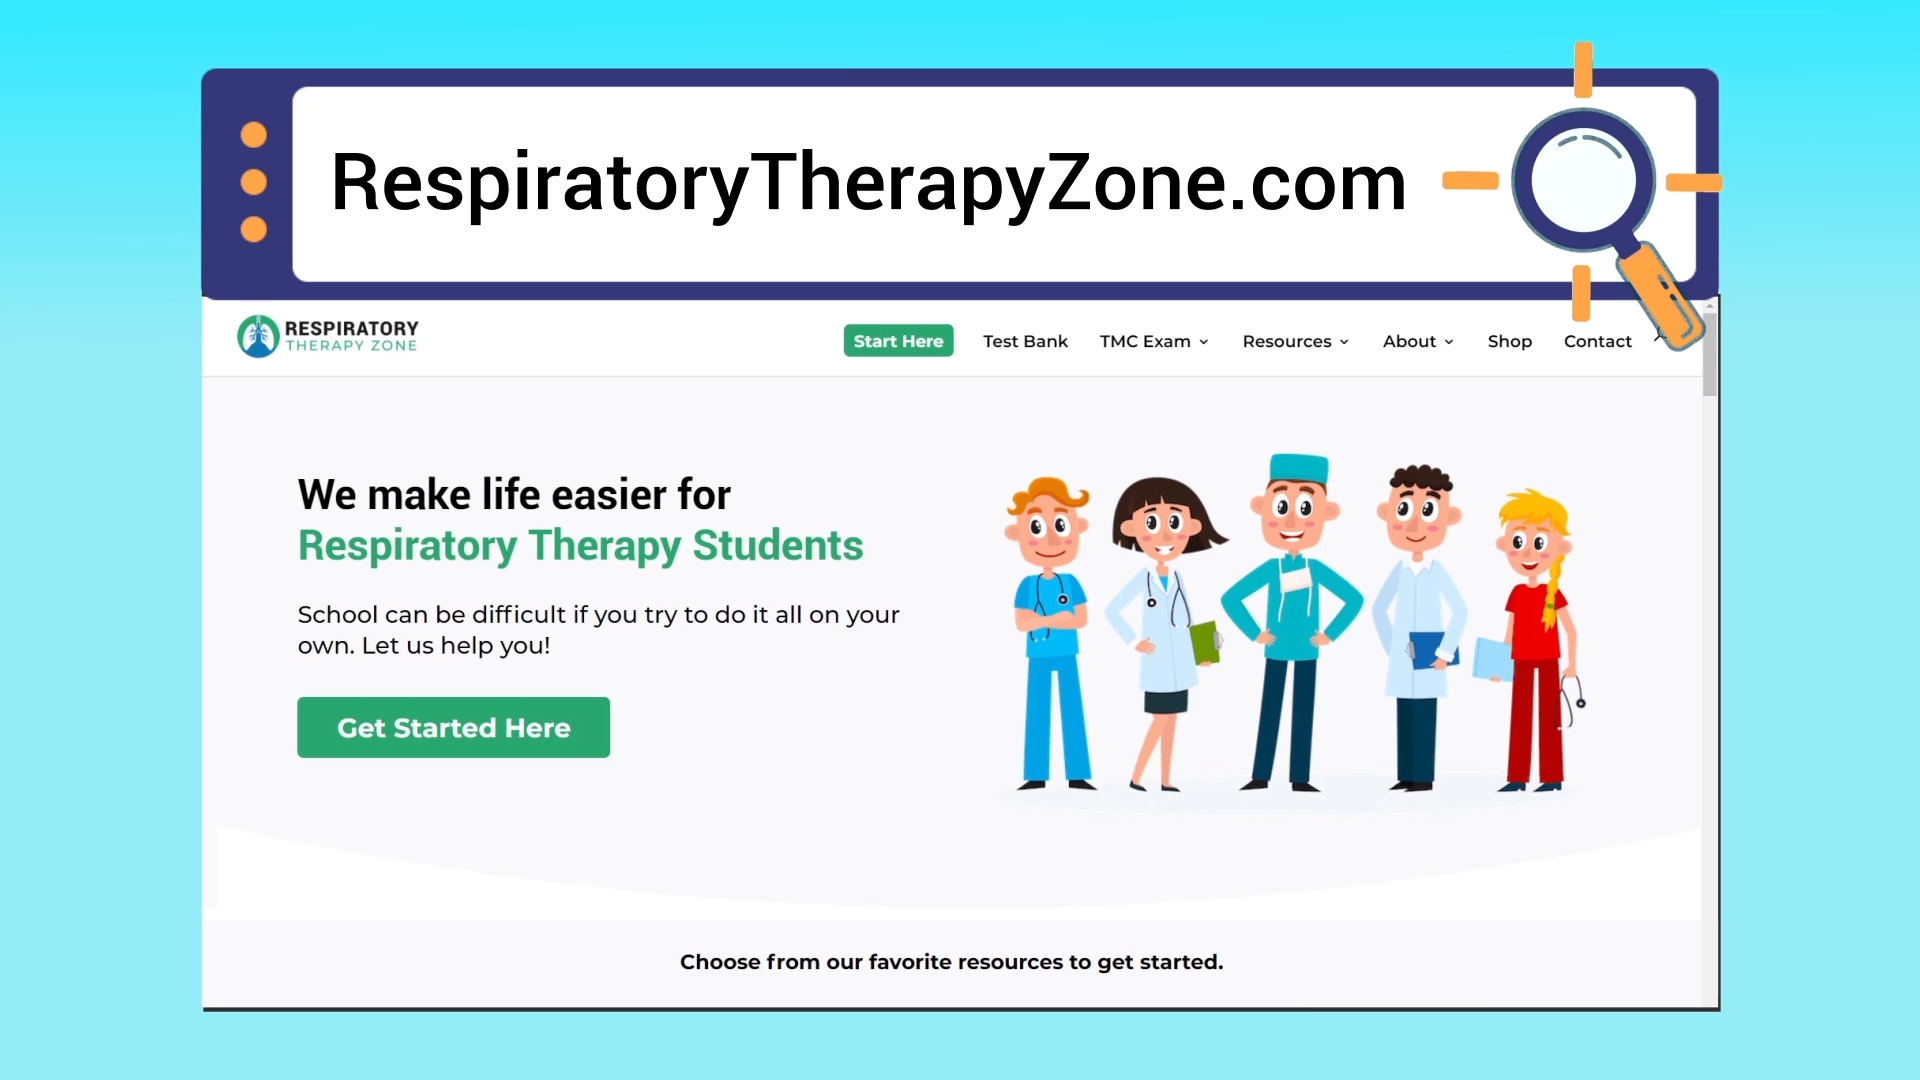 RespiratoryTherapyZone.com
RESPIRATORY
THERAPY ZONE
Start Here
Test Bank
TMC Exam
Resources
About
Shop
Contact
We make life easier for
Respiratory Therapy Students
School can be difficult if you try to do it all on your
own. Let us help you!
Get Started Here
Choose from our favorite resources to get started.